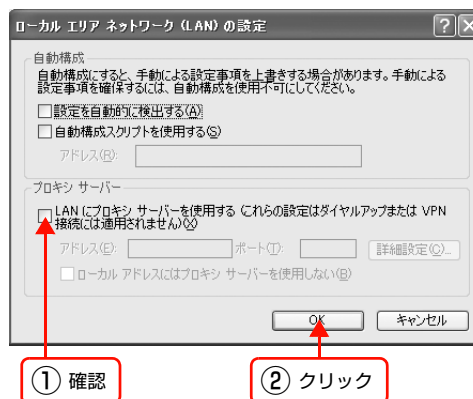 ローカル エリア ネットワーク (LAN) の設定
自動構成
自動構成にすると、手動による設定事項を上書きする場合があります。手動による
設定事項を確保するには、自動構成を使用不可にしてください。
設定を自動的に検出する(A)
自動構成スクリプトを使用する(S)
アドレス(R):
プロキシ サーバー
LAN にプロキシ サーバーを使用する (これらの設定はダイヤルアップまたは VPN
接続には適用されません)(X)
アドレス(E): ポート(T): 詳細設定(C)...
ローカル アドレスにはプロキシ サーバーを使用しない(B)
OK キャンセル
① 確認 ② クリック